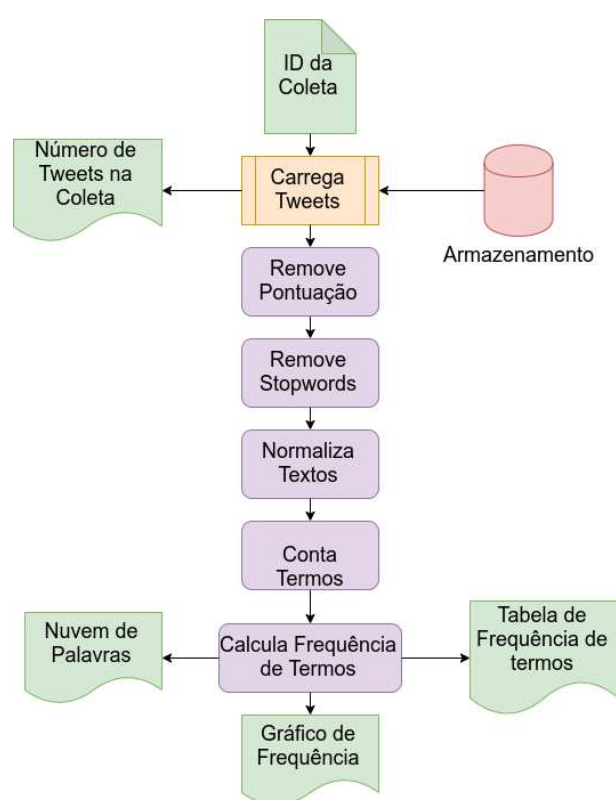 ID da
Coleta
Número de
Tweets na
Coleta
Carrega
Tweets
Armazenamento
Remove
Pontuação
Remove
Stopwords
Normaliza
Textos
Conta
Termos
Nuvem de
Palavras
Calcula Frequência
de Termos
Tabela de
Frequência de
termos
Gráfico de
Frequência